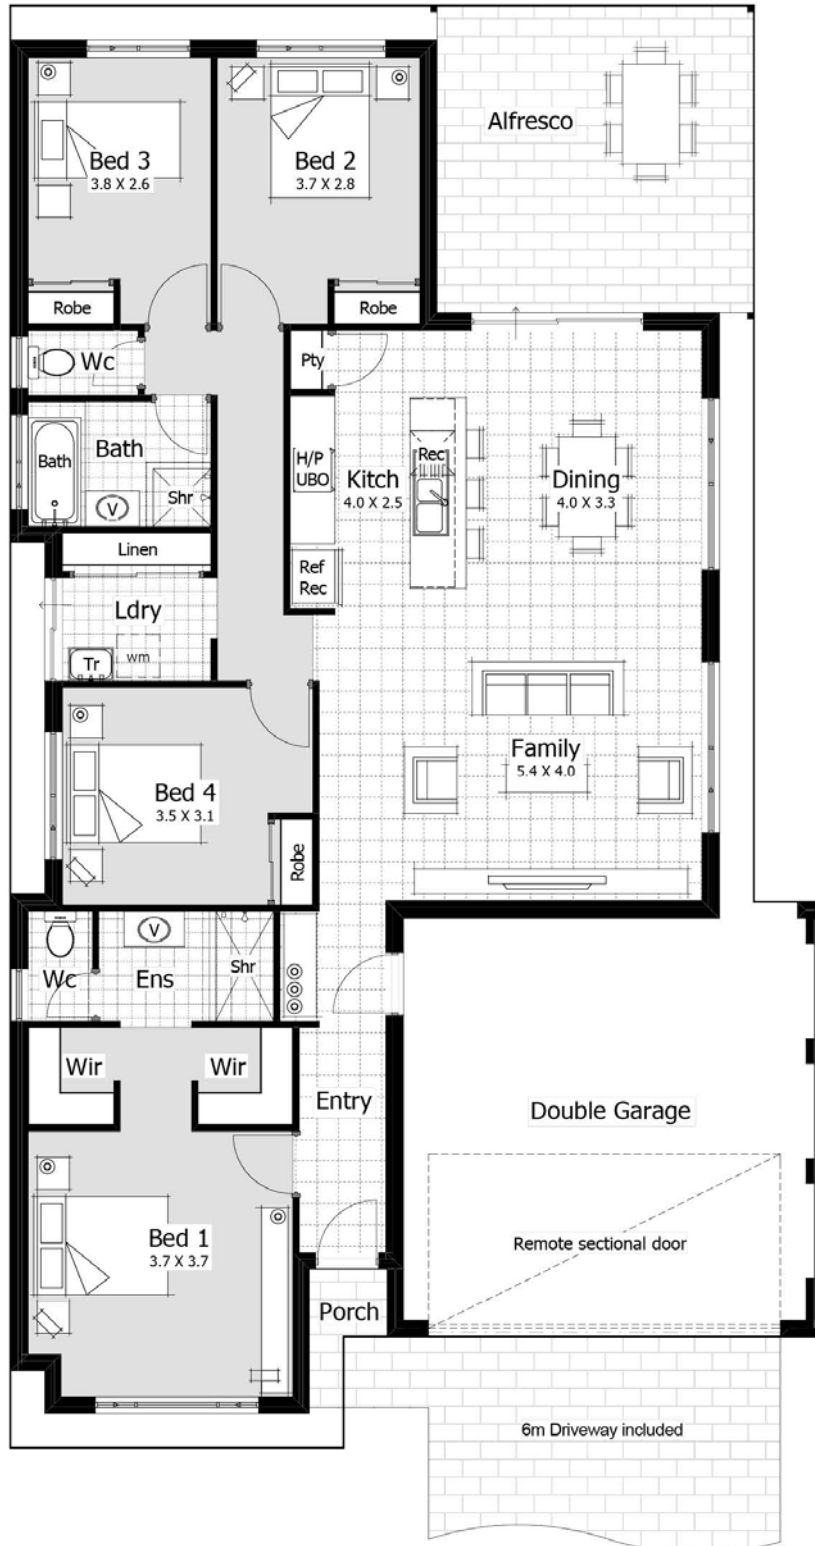 Alfresco
Bed 3
3.8 X 2.6
Bed 2
3.7 X 2.8
Robe
Robe
Wc
Pty
Bath
Bath
Shr
V
H/P
UBO
Kitch
4.0 X 2.5
Rec
Dining
4.0 X 3.3
Linen
Ref
Rec
Ldry
Tr
wm
Family
5.4 X 4.0
Bed 4
3.5 X 3.1
Robe
Wc
V
Ens
Shr
Wir
Wir
Entry
Double Garage
Bed 1
3.7 X 3.7
Remote sectional door
Porch
6m Driveway included